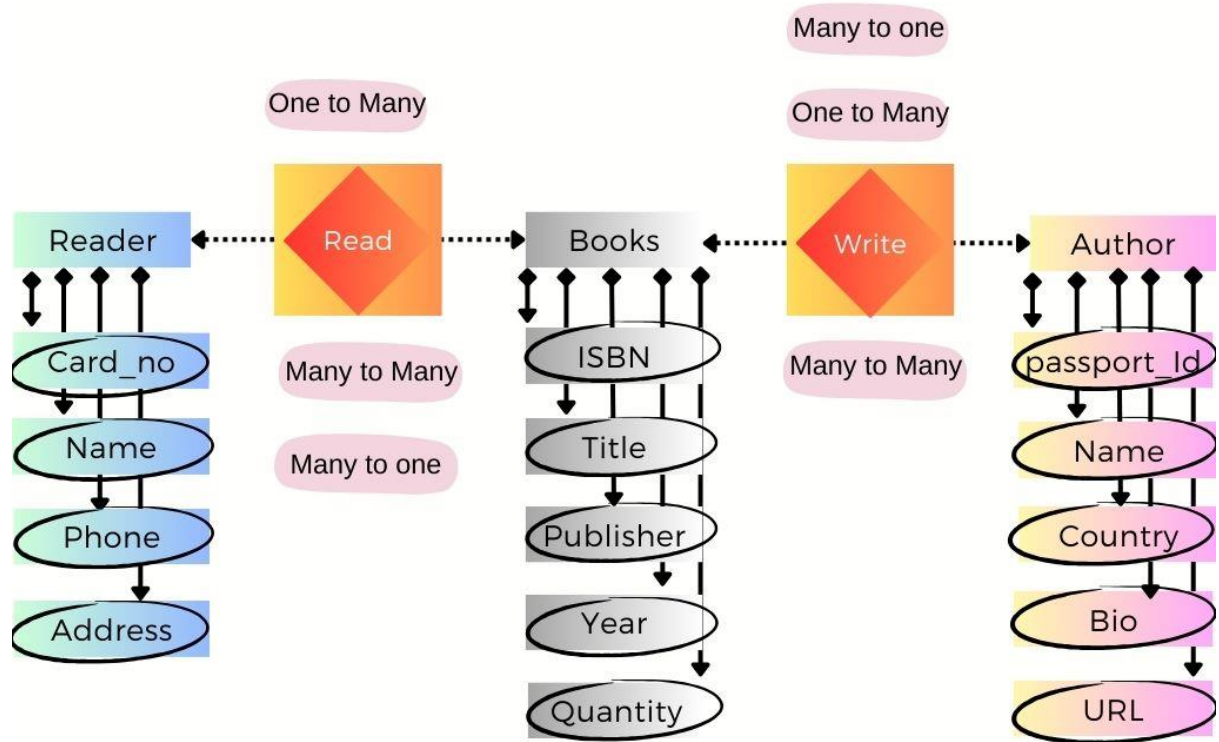 Many to one
One to Many
One to Many
Reader
Read
Books
Write
Author
Card_no
ISBN
passport_Id
Many to Many
Many to Many
Name
Title
Name
Many to one
Phone
Publisher
Country
Address
Year
Bio
Quantity
URL